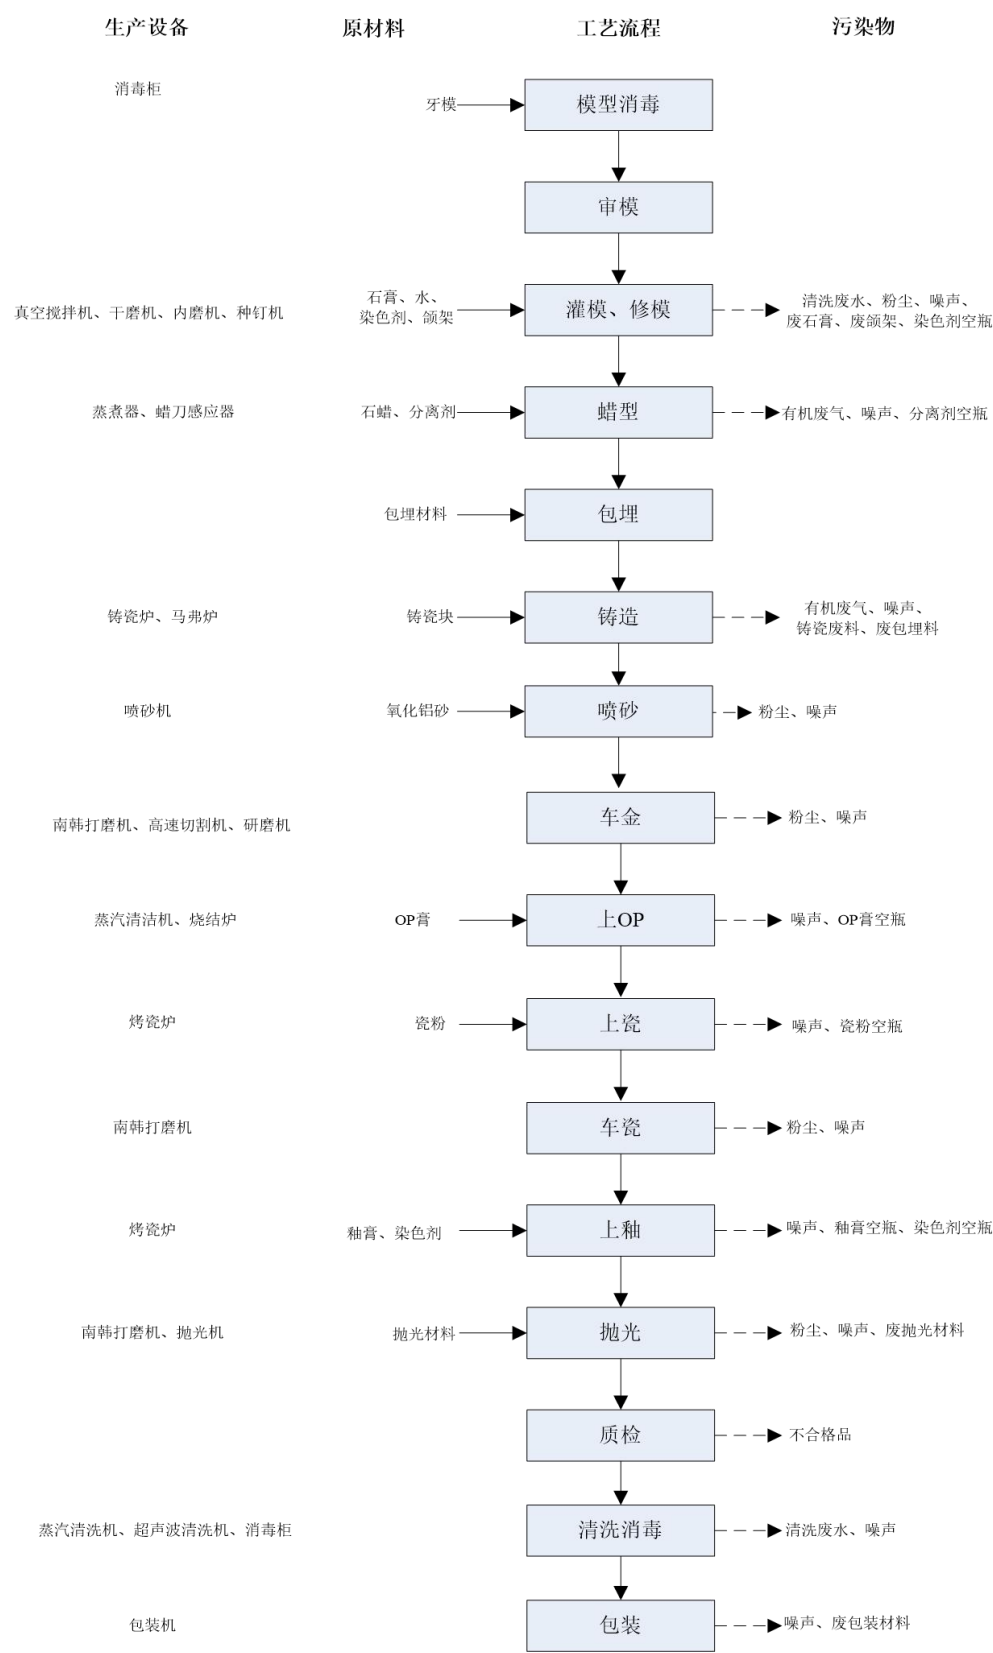 生产设备 原材料 工艺流程 污染物
消毒柜 牙模 模型消毒
审模
真空搅拌机、干磨机、内磨机、种钉机 石膏、水、 灌模、修模 清洗废水、粉尘、噪声、
染色剂、颌架 废石膏、废颌架、染色剂空瓶
蒸煮器、蜡刀感应器 石蜡、分离剂 蜡型 有机废气、噪声、分离剂空瓶
包埋材料 包埋
铸瓷炉、马弗炉 铸瓷块 铸造 有机废气、噪声、
铸瓷废料、废包埋料
喷砂机 氧化铝砂 喷砂 粉尘、噪声
南韩打磨机、高速切割机、研磨机 车金 粉尘、噪声
蒸汽清洁机、烧结炉 OP膏 上OP 噪声、OP膏空瓶
烤瓷炉 瓷粉 上瓷 噪声、瓷粉空瓶
南韩打磨机 车瓷 粉尘、噪声
烤瓷炉 釉膏、染色剂 上釉 噪声、釉膏空瓶、染色剂空瓶
南韩打磨机、抛光机 抛光材料 抛光 粉尘、噪声、废抛光材料
质检 不合格品
蒸汽清洗机、超声波清洗机、消毒柜 清洗消毒 清洗废水、噪声
包装机 包装 噪声、废包装材料